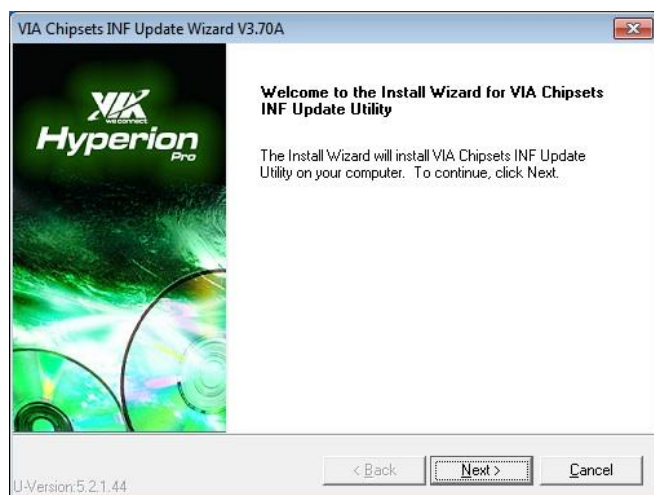 VIA Chipsets INF Update Wizard V3.70A
VIA
we connect
Hyperion
Pro
Welcome to the Install Wizard for VIA Chipsets
INF Update Utility
The Install Wizard will install VIA Chipsets INF Update
Utility on your computer. To continue, click Next.
U-Version:5.2.1.44
< Back
Next >
Cancel